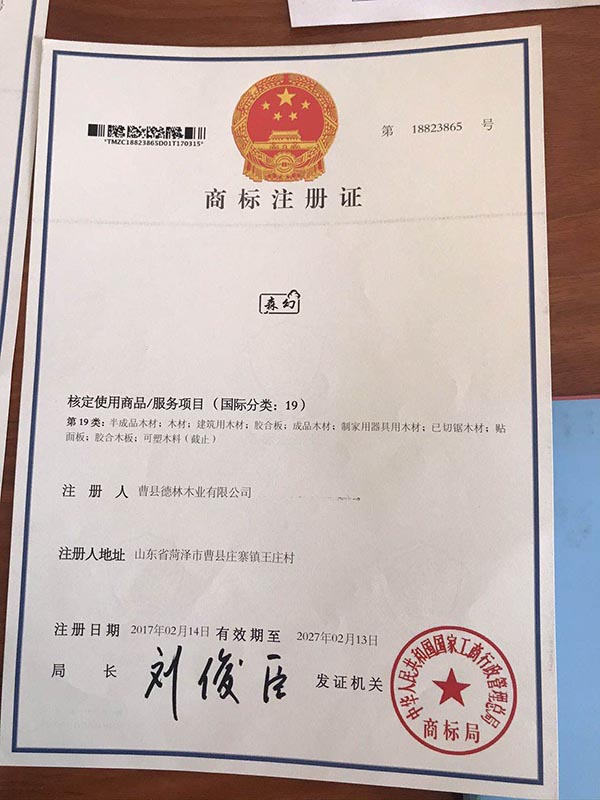 第 18823865 号
*TMZC18823865D01T170315*
商标注册证
森幻
核定使用商品/服务项目（国际分类：19）
第19类：半成品木材；木材；建筑用木材；胶合板；成品木材；制家用器具用木材；已切锯木材；贴
面板；胶合木板；可塑木料（截止）
注册人 曹县德林木业有限公司
注册人地址 山东省菏泽市曹县庄寨镇王庄村
注册日期 2017年02月14日 有效期至 2027年02月13日
局长 刘俊臣 发证机关
中华人民共和国国家工商行政管理总局
商标局